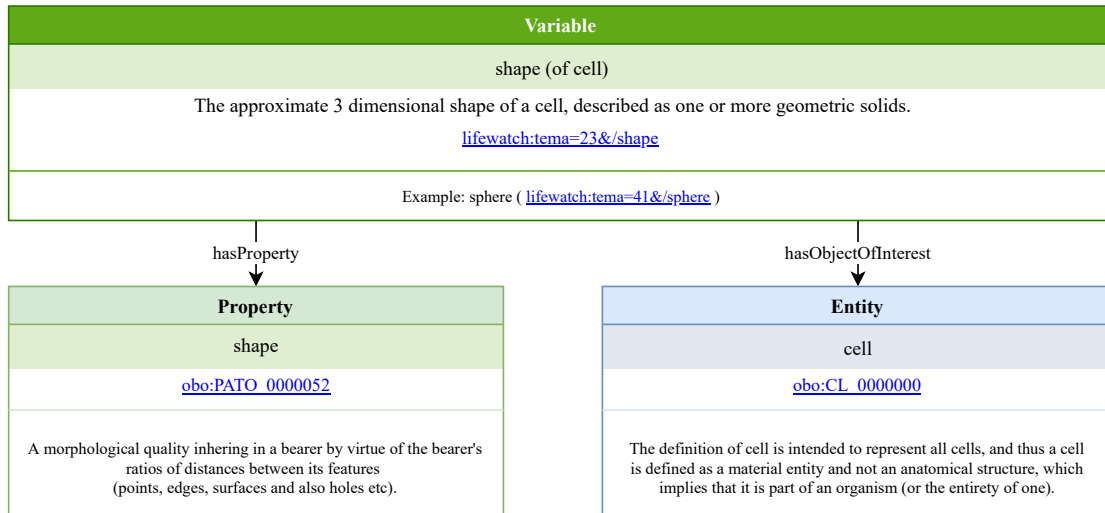 Variable
shape (of cell)
The approximate 3 dimensional shape of a cell, described as one or more geometric solids.
lifewatch:tema=23&/shape
Example: sphere ( lifewatch:tema=41&/sphere )
hasProperty
hasObjectOfInterest
Property
shape
obo:PATO_0000052
A morphological quality inhering in a bearer by virtue of the bearer's
ratios of distances between its features
(points, edges, surfaces and also holes etc).
Entity
cell
obo:CL_0000000
The definition of cell is intended to represent all cells, and thus a cell
is defined as a material entity and not an anatomical structure, which
implies that it is part of an organism (or the entirety of one).